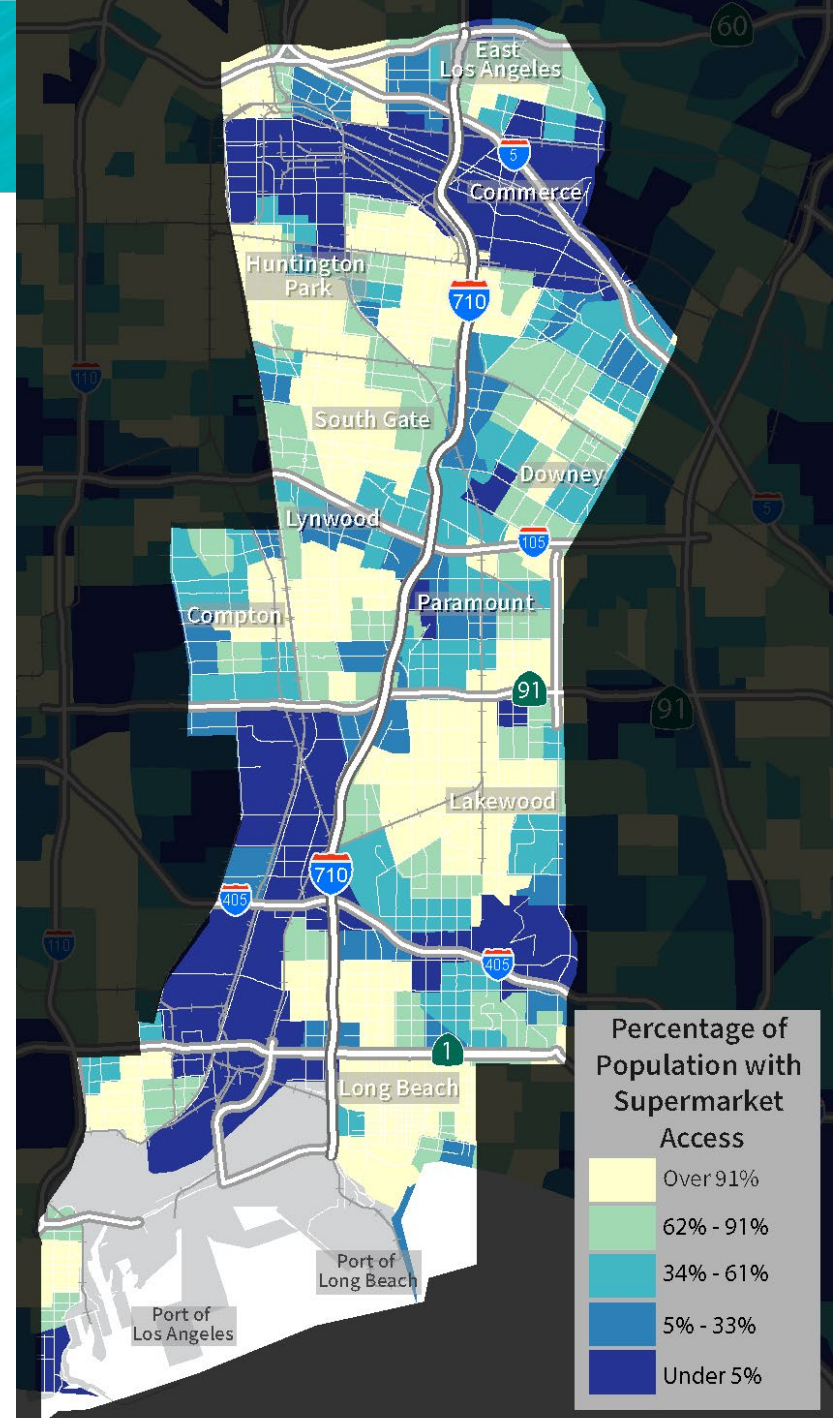 60
East
Los Angeles
5
Commerce
Huntington
Park
710
110
South Gate
Downey
5
Lynwood
105
Compton
Paramount
91
91
Lakewood
710
405
110
405
1
Long Beach
Port of
Long Beach
Port of
Los Angeles
Percentage of
Population with
Supermarket
Access
Over 91%
62% - 91%
34% - 61%
5% - 33%
Under 5%